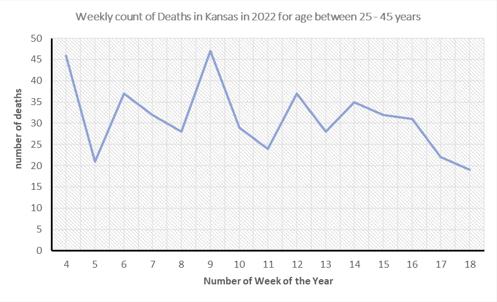 Weekly count of Deaths in Kansas in 2022 for age between 25 - 45 years
50
45
40
35
30
25
20
15
10
5
0
number of deaths
4 5 6 7 8 9 10 11 12 13 14 15 16 17 18
Number of Week of the Year